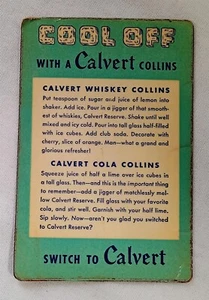 COOL OFF
WITH A Calvert COLLINS
CALVERT WHISKEY COLLINS
Put teaspoon of sugar and juice of lemon into
shaker. Add ice. Pour in a jigger of that smooth-
est of whiskies, Calvert Reserve. Shake until well
mixed and icy cold. Pour into tall glass half-filled
with ice cubes. Add club soda. Decorate with
cherry, slice of orange. Man—what a grand and
glorious refresher!
CALVERT COLA COLLINS
Squeeze juice of half a lime over ice cubes in
a tall glass. Then—and this is the important
thing to remember—add a jigger of matchlessly mel-
low Calvert Reserve. Fill glass with your favorite
cola, and stir well. Garnish with your half lime.
Sip slowly. Now—aren't you glad you switched
to Calvert Reserve?
SWITCH TO Calvert